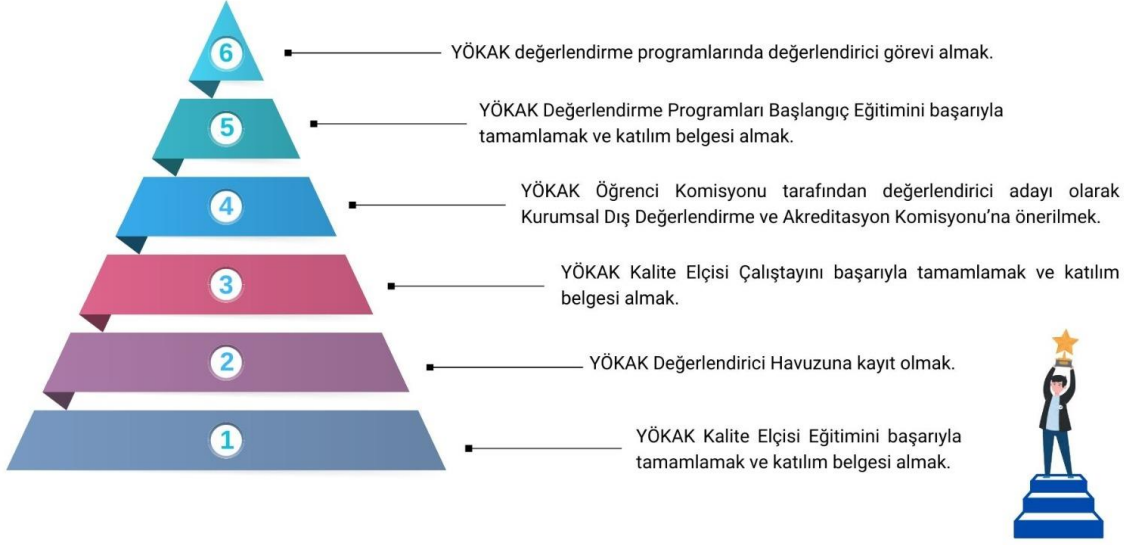 6
YÖKAK değerlendirme programlarında değerlendirici görevi almak.
5
YÖKAK Değerlendirme Programları Başlangıç Eğitimini başarıyla
tamamlamak ve katılım belgesi almak.
4
YÖKAK Öğrenci Komisyonu tarafından değerlendirici adayı olarak
Kurumsal Dış Değerlendirme ve Akreditasyon Komisyonu’na önerilmek.
3
YÖKAK Kalite Elçisi Çalıştayını başarıyla tamamlamak ve katılım
belgesi almak.
2
YÖKAK Değerlendirici Havuzuna kayıt olmak.
1
YÖKAK Kalite Elçisi Eğitimini başarıyla
tamamlamak ve katılım belgesi almak.